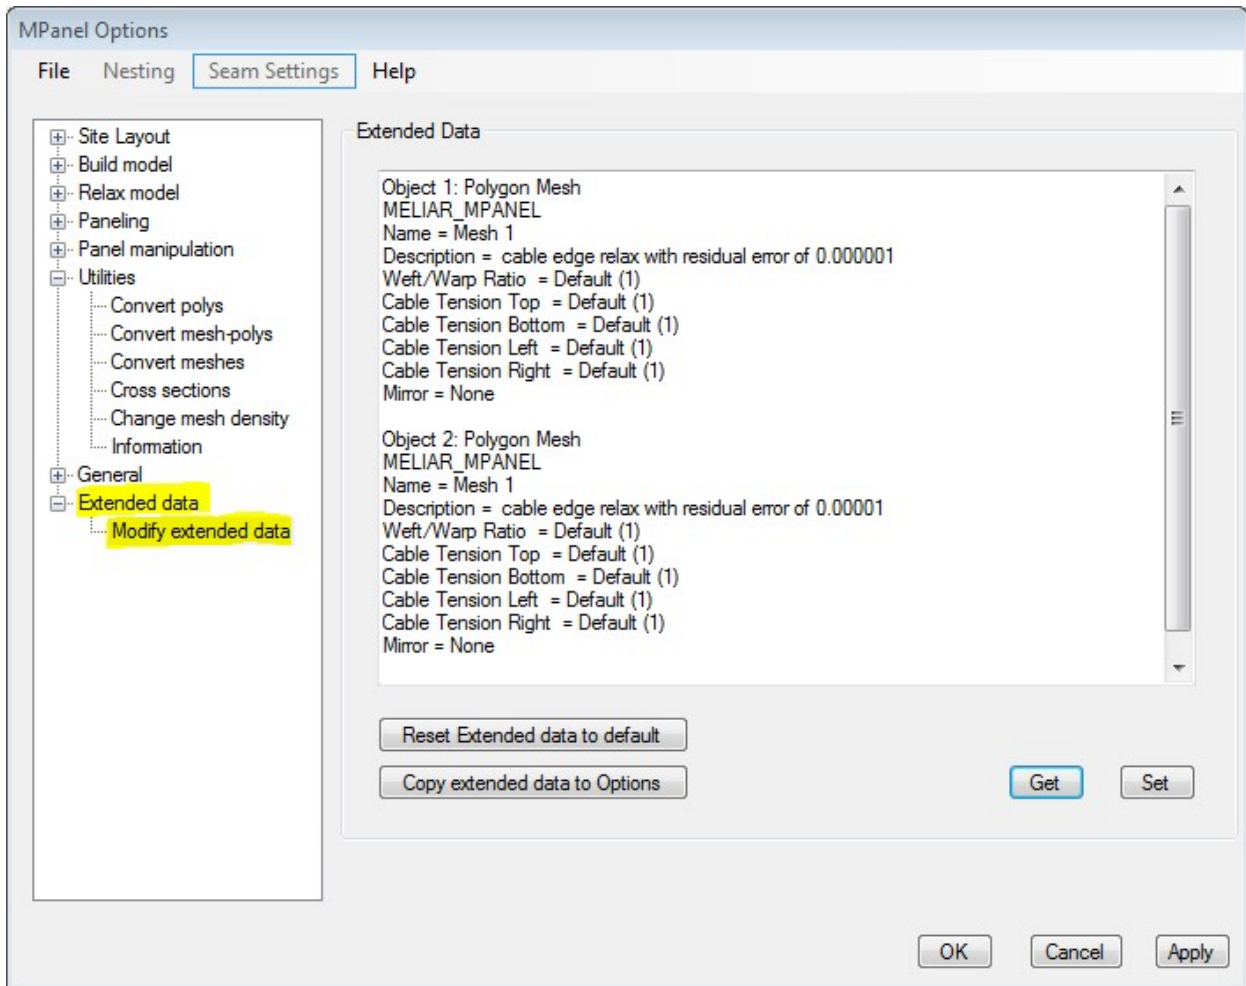 MPanel Options
File Nesting Seam Settings Help
Site Layout
Build model
Relax model
Paneling
Panel manipulation
Utilities
Convert polys
Convert mesh-polys
Convert meshes
Cross sections
Change mesh density
Information
General
Extended data
Modify extended data
Extended Data
Object 1: Polygon Mesh
MELIAR_MPANEL
Name = Mesh 1
Description =  cable edge relax with residual error of 0.000001
Weft/Warp Ratio  = Default (1)
Cable Tension Top  = Default (1)
Cable Tension Bottom  = Default (1)
Cable Tension Left  = Default (1)
Cable Tension Right  = Default (1)
Mirror = None
Object 2: Polygon Mesh
MELIAR_MPANEL
Name = Mesh 1
Description =  cable edge relax with residual error of 0.00001
Weft/Warp Ratio  = Default (1)
Cable Tension Top  = Default (1)
Cable Tension Bottom  = Default (1)
Cable Tension Left  = Default (1)
Cable Tension Right  = Default (1)
Mirror = None
Reset Extended data to default
Copy extended data to Options
Get Set
OK Cancel Apply